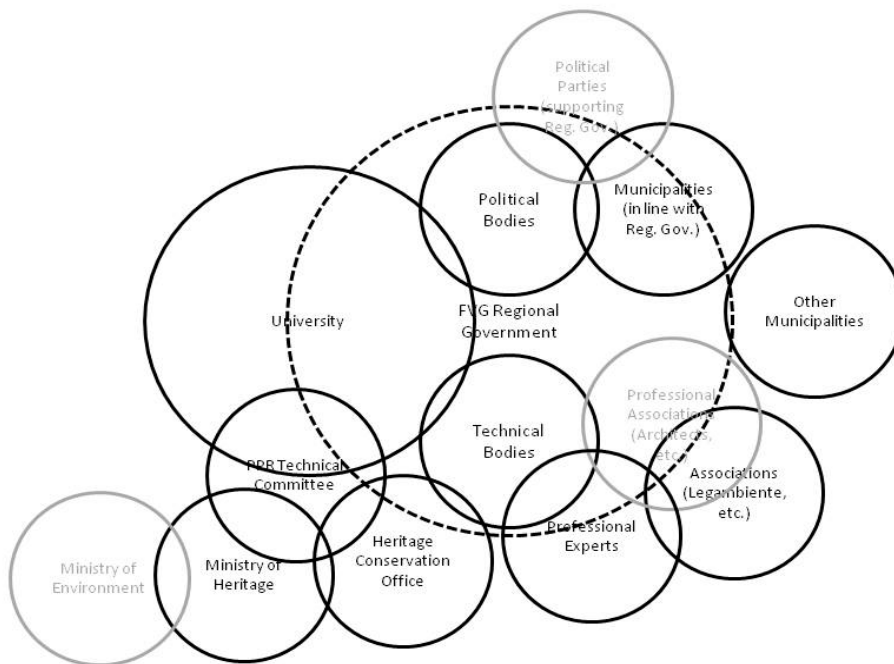 Political
Parties
(supporting
Reg. Gov.)
Political
Bodies
Municipalities
(in line with
Reg. Gov.)
University
FVG Regional
Government
Other
Municipalities
Professional
Associations
(Architects,
etc.)
Technical
Bodies
PPR Technical
Committee
Associations
(Legambiente,
etc.)
Professional
Experts
Heritage
Conservation
Office
Ministry of
Heritage
Ministry of
Environment